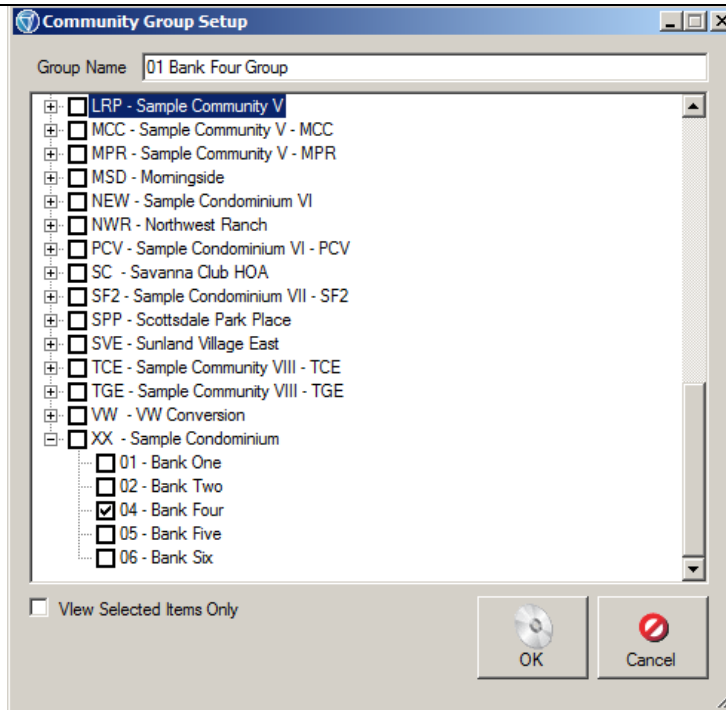 Community Group Setup
Group Name 01 Bank Four Group
LRP - Sample Community V
MCC - Sample Community V - MCC
MPR - Sample Community V - MPR
MSD - Morningside
NEW - Sample Condominium VI
NWR - Northwest Ranch
PCV - Sample Condominium VI - PCV
SC - Savanna Club HOA
SF2 - Sample Condominium VII - SF2
SPP - Scottsdale Park Place
SVE - Sunland Village East
TCE - Sample Community VIII - TCE
TGE - Sample Community VIII - TGE
VW - VW Conversion
XX - Sample Condominium
01 - Bank One
02 - Bank Two
04 - Bank Four
05 - Bank Five
06 - Bank Six
VIew Selected Items Only
OK Cancel